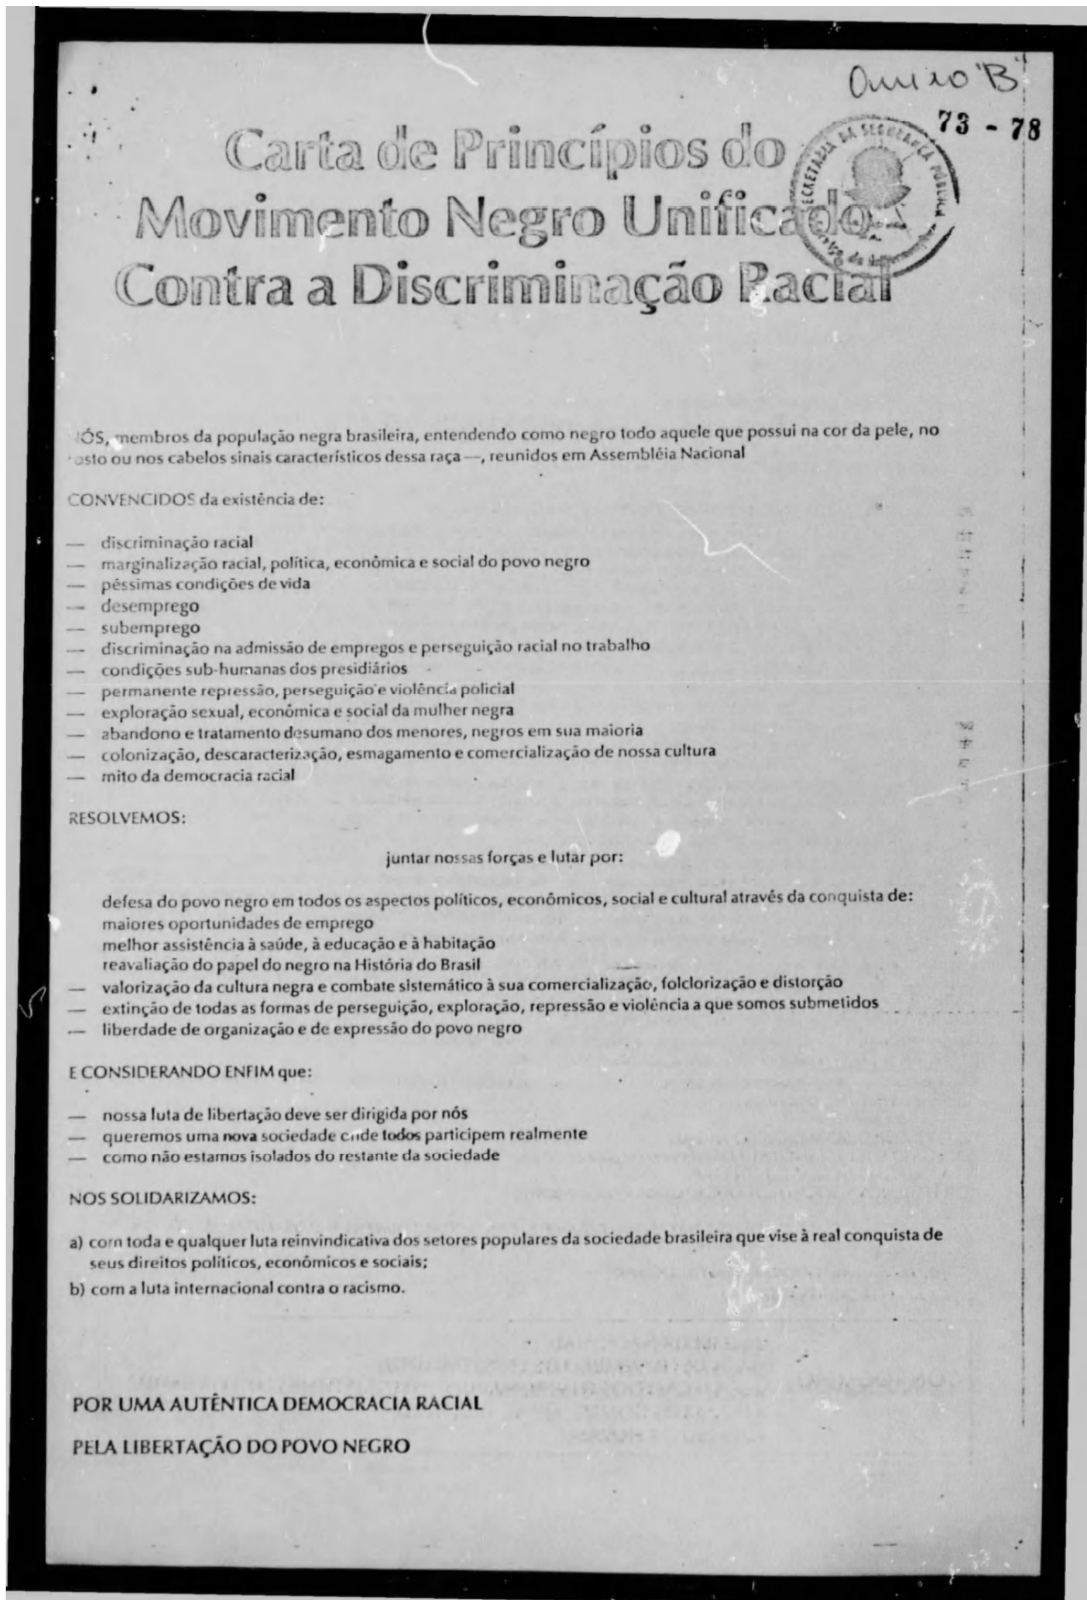 Anexo "B"
73 - 78
SECRETARIA DA SEGURANÇA PÚBLICA
Carta de Princípios do
Movimento Negro Unificado
Contra a Discriminação Racial
ÓS, membros da população negra brasileira, entendendo como negro todo aquele que possui na cor da pele, no
osto ou nos cabelos sinais característicos dessa raça —, reunidos em Assembléia Nacional
CONVENCIDOS da existência de:
— discriminação racial
— marginalização racial, política, econômica e social do povo negro
— péssimas condições de vida
— desemprego
— subemprego
— discriminação na admissão de empregos e perseguição racial no trabalho
— condições sub-humanas dos presidiários
— permanente repressão, perseguição e violência policial
— exploração sexual, econômica e social da mulher negra
— abandono e tratamento desumano dos menores, negros em sua maioria
— colonização, descaracterização, esmagamento e comercialização de nossa cultura
— mito da democracia racial
RESOLVEMOS:
juntar nossas forças e lutar por:
defesa do povo negro em todos os aspectos políticos, econômicos, social e cultural através da conquista de:
maiores oportunidades de emprego
melhor assistência à saúde, à educação e à habitação
reavaliação do papel do negro na História do Brasil
— valorização da cultura negra e combate sistemático à sua comercialização, folclorização e distorção
— extinção de todas as formas de perseguição, exploração, repressão e violência a que somos submetidos
— liberdade de organização e de expressão do povo negro
E CONSIDERANDO ENFIM que:
— nossa luta de libertação deve ser dirigida por nós
— queremos uma nova sociedade onde todos participem realmente
— como não estamos isolados do restante da sociedade
NOS SOLIDARIZAMOS:
a) com toda e qualquer luta reinvindicativa dos setores populares da sociedade brasileira que vise à real conquista de
seus direitos políticos, econômicos e sociais;
b) com a luta internacional contra o racismo.
POR UMA AUTÊNTICA DEMOCRACIA RACIAL
PELA LIBERTAÇÃO DO POVO NEGRO